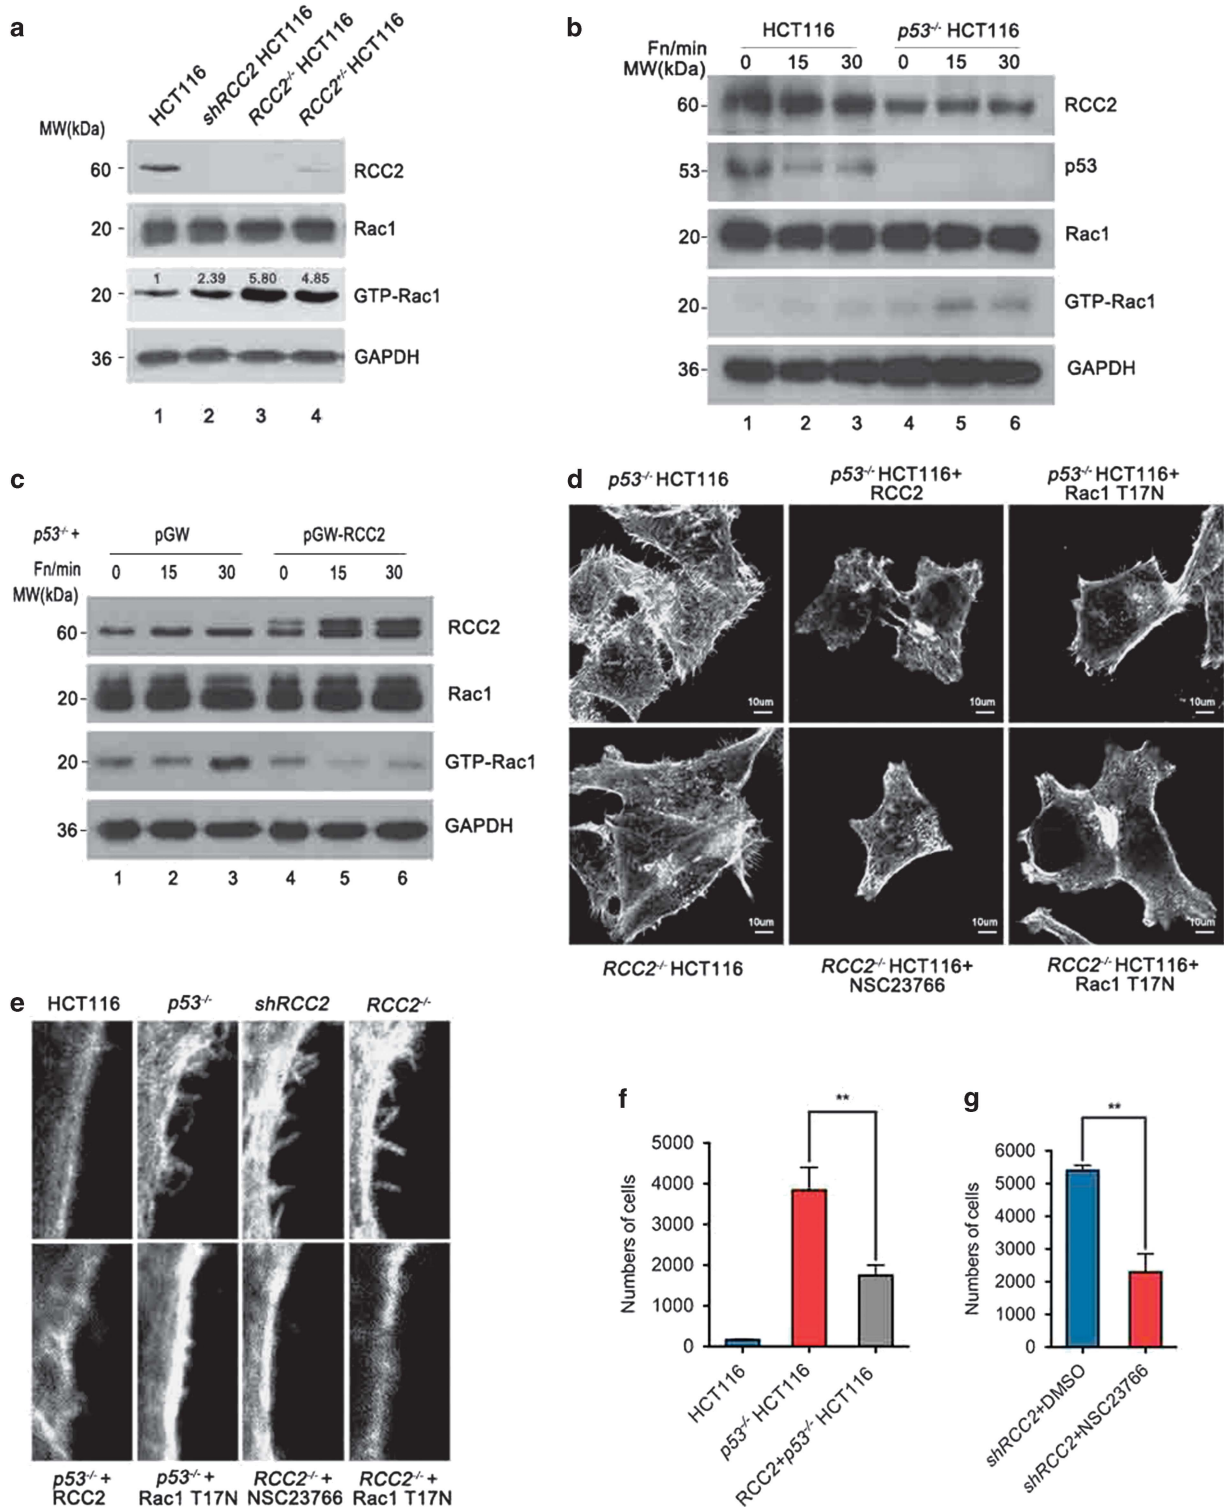 a
HCT116
shRCC2 HCT116
RCC2-/- HCT116
RCC2+/- HCT116
MW(kDa)
60 - RCC2
20 - Rac1
1 2.39 5.80 4.85
20 - GTP-Rac1
36 - GAPDH
1 2 3 4
b
HCT116 p53-/- HCT116
Fn/min 0 15 30 0 15 30
MW(kDa)
60- RCC2
53- p53
20- Rac1
20- GTP-Rac1
36- GAPDH
1 2 3 4 5 6
c
p53-/- + pGW pGW-RCC2
Fn/min 0 15 30 0 15 30
MW(kDa)
60- RCC2
20- Rac1
20- GTP-Rac1
36- GAPDH
1 2 3 4 5 6
d
p53-/- HCT116
p53-/- HCT116+
RCC2
p53-/- HCT116+
Rac1 T17N
10um
10um
10um
10um
10um
10um
RCC2-/- HCT116
RCC2-/- HCT116+
NSC23766
RCC2-/- HCT116+
Rac1 T17N
e
HCT116 p53-/- shRCC2 RCC2-/-
p53-/- +
RCC2
p53-/- +
Rac1 T17N
RCC2-/- +
NSC23766
RCC2-/- +
Rac1 T17N
f
**
Numbers of cells
5000
4000
3000
2000
1000
0
HCT116
p53-/- HCT116
RCC2+p53-/- HCT116
g
**
Numbers of cells
6000
5000
4000
3000
2000
1000
0
shRCC2+DMSO
shRCC2+NSC23766